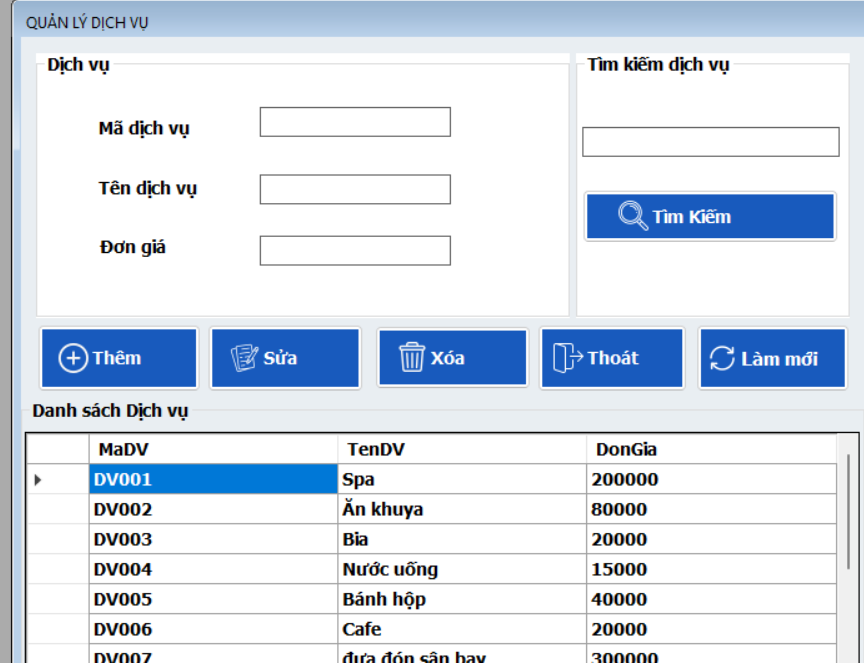 QUẢN LÝ DỊCH VỤ
Dịch vụ
Mã dịch vụ
Tên dịch vụ
Đơn giá
Tìm kiếm dịch vụ
Tìm Kiếm
Thêm
Sửa
Xóa
Thoát
Làm mới
Danh sách Dịch vụ
MaDV TenDV DonGia
DV001 Spa 200000
DV002 Ăn khuya 80000
DV003 Bia 20000
DV004 Nước uống 15000
DV005 Bánh hộp 40000
DV006 Cafe 20000
DV007 đưa đón sân bay 300000